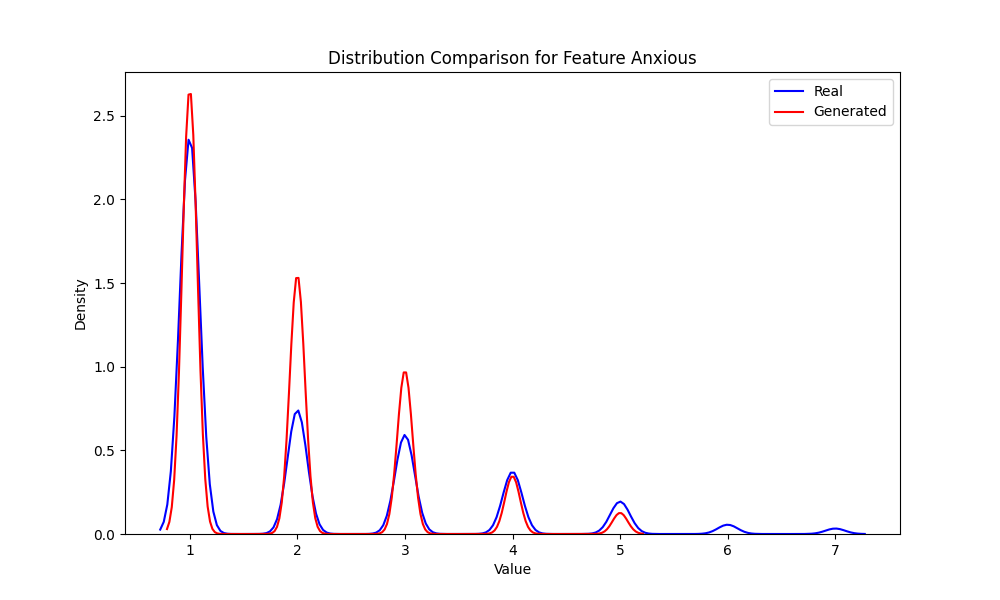 Distribution Comparison for Feature Anxious
Real
Generated
Density
2.5
2.0
1.5
1.0
0.5
0.0
1 2 3 4 5 6 7
Value